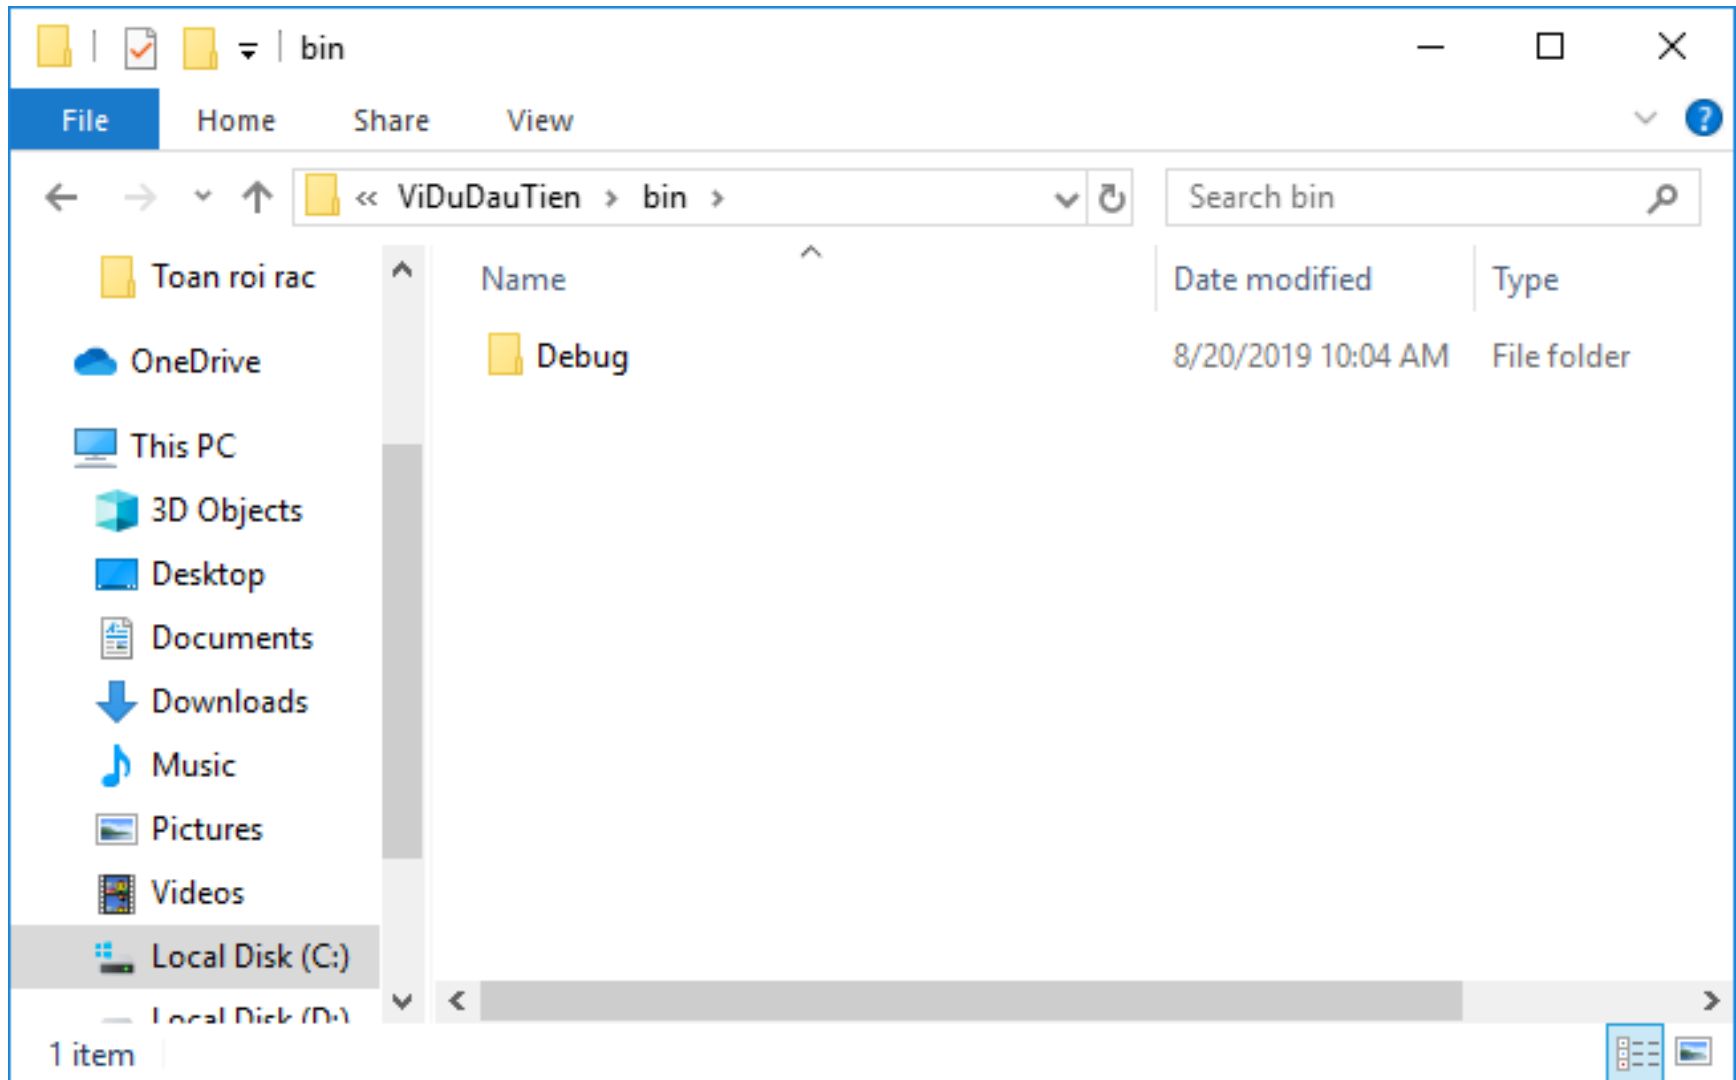 bin
File Home Share View
« ViDuDauTien > bin > Search bin
Name Date modified Type
Debug 8/20/2019 10:04 AM File folder
Toan roi rac
OneDrive
This PC
3D Objects
Desktop
Documents
Downloads
Music
Pictures
Videos
Local Disk (C:)
Local Disk (D:)
1 item